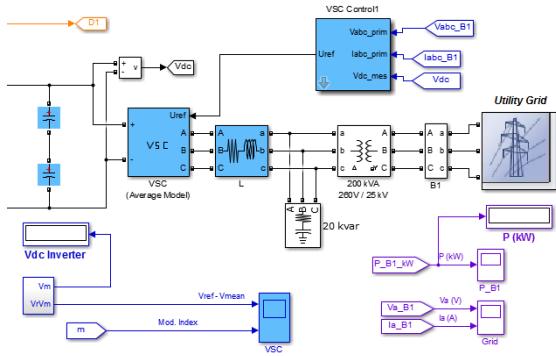 VSC Control1
D1
Vabc_prim
Vabc_B1
Uref
Iabc_prim
Iabc_B1
Vdc_mes
Vdc
+
-
v
Vdc
Utility Grid
Uref
+
-
VSC
A
B
C
A
B
C
a
b
c
a
b
c
A
B
C
A
B
C
a
b
c
VSC
(Average Model)
L
200 kVA
260V / 25 kV
B1
A B C
20 kvar
Vdc Inverter
P (kW)
P_B1_kW
P (kW)
P_B1
Vm
VrVm
Vref - Vmean
m
Mod. Index
VSC
Va_B1
Va (V)
Ia_B1
Ia (A)
Grid